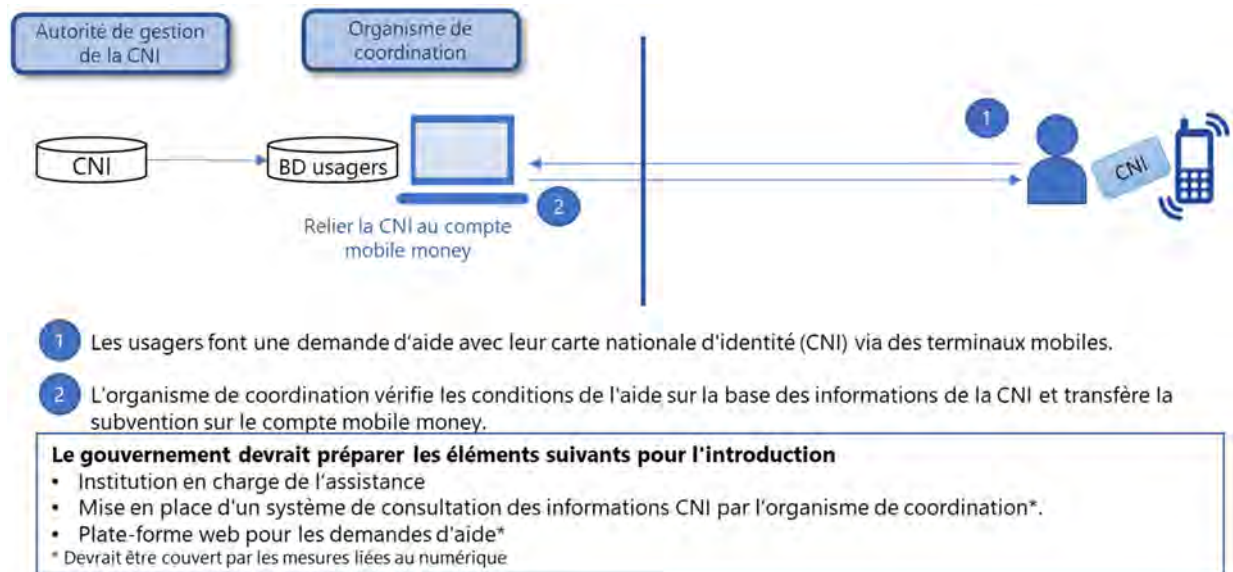 Autorité de gestion
de la CNI
Organisme de
coordination
CNI
BD usagers
Relier la CNI au compte
mobile money
2
1
CNI
1 Les usagers font une demande d'aide avec leur carte nationale d'identité (CNI) via des terminaux mobiles.
2 L'organisme de coordination vérifie les conditions de l'aide sur la base des informations de la CNI et transfère la
subvention sur le compte mobile money.
Le gouvernement devrait préparer les éléments suivants pour l'introduction
• Institution en charge de l'assistance
• Mise en place d'un système de consultation des informations CNI par l'organisme de coordination*.
• Plate-forme web pour les demandes d'aide*
* Devrait être couvert par les mesures liées au numérique